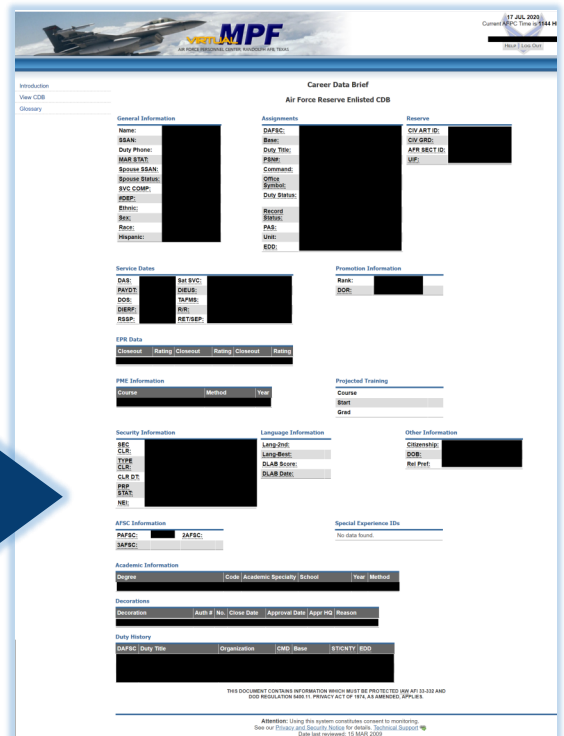 VIRTUAL MPF
AIR FORCE PERSONNEL CENTER, RANDOLPH AFB, TEXAS
17 JUL 2020
Current AFPC Time is 1144 H
Log Out
Introduction
View CDB
Glossary
Career Data Brief
Air Force Reserve Enlisted CDB
General Information
Name:
SSAN:
Duty Phone:
MAR STAT:
Spouse SSAN:
Spouse Status:
SVC COMP:
#DEP:
Ethnic:
Sex:
Race:
Hispanic:
Assignments
DAFSC:
Base:
Duty Title:
PSN#:
Command:
Office
Symbol:
Duty Status:
Record
Status:
PAS:
Unit:
EDD:
Reserve
CIV ART ID:
CIV GRD:
AFR SECT ID:
UIF:
Service Dates
DAS: Sat SVC:
PAYDT: DIEUS:
DOS: TAFMS:
DIERF: R/R:
RSSP: RET/SEP:
Promotion Information
Rank:
DOR:
EPR Data
Closeout Rating Closeout Rating Closeout Rating
PME Information
Course Method Year
Projected Training
Course
Start
Grad
Security Information
SEC
CLR:
TYPE
CLR:
CLR DT:
PRP
STAT:
NEI:
Language Information
Lang-2nd:
Lang-Best:
DLAB Score:
DLAB Date:
Other Information
Citizenship:
DOB:
Rel Pref:
AFSC Information
PAFSC: 2AFSC:
3AFSC:
Special Experience IDs
No data found.
Academic Information
Degree Code Academic Specialty School Year Method
Decorations
Decoration Auth # No. Close Date Approval Date Appr HQ Reason
Duty History
DAFSC Duty Title Organization CMD Base ST/CNTY EDD
THIS DOCUMENT CONTAINS INFORMATION WHICH MUST BE PROTECTED IAW AFI 33-332 AND
DOD REGULATION 5400.11. PRIVACY ACT OF 1974, AS AMENDED, APPLIES.
Attention: Using this system constitutes consent to monitoring.
See our Privacy and Security Notice for details. Technical Support
Date last reviewed: 15 MAR 2009